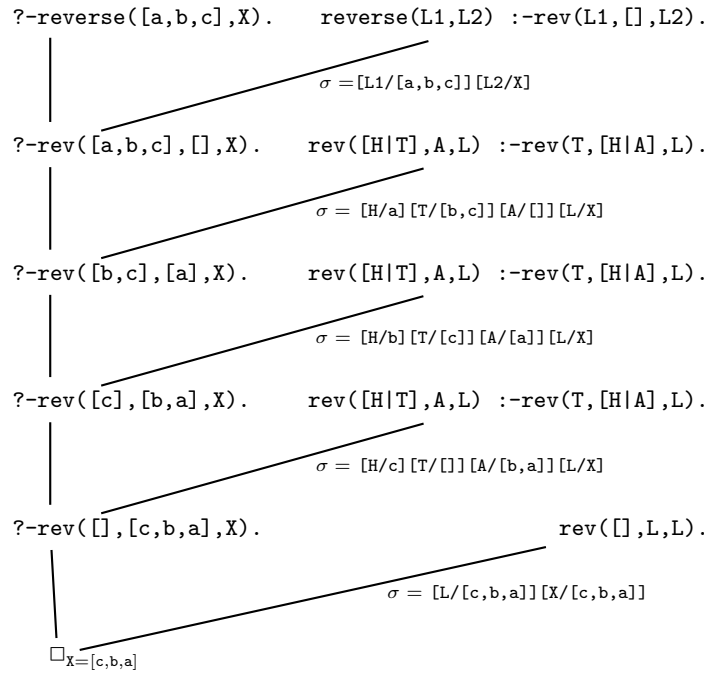 ?-reverse([a,b,c],X). reverse(L1,L2) :-rev(L1,[],L2).
σ =[L1/[a,b,c]][L2/X]
?-rev([a,b,c],[],X). rev([H|T],A,L) :-rev(T,[H|A],L).
σ = [H/a][T/[b,c]][A/[]][L/X]
?-rev([b,c],[a],X). rev([H|T],A,L) :-rev(T,[H|A],L).
σ = [H/b][T/[c]][A/[a]][L/X]
?-rev([c],[b,a],X). rev([H|T],A,L) :-rev(T,[H|A],L).
σ = [H/c][T/[]][A/[b,a]][L/X]
?-rev([],[c,b,a],X). rev([],L,L).
σ = [L/[c,b,a]][X/[c,b,a]]
□X=[c,b,a]